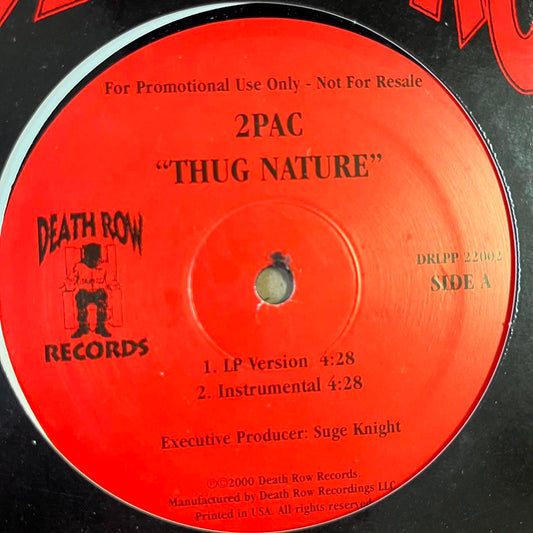 For Promotional Use Only - Not For Resale
2PAC
“THUG NATURE”
DEATH ROW
RECORDS
DRLPP 22002
SIDE A
1. LP Version 4:28
2. Instrumental 4:28
Executive Producer: Suge Knight
℗©2000 Death Row Records.
Manufactured by Death Row Recordings LLC
Printed in USA. All rights reserved